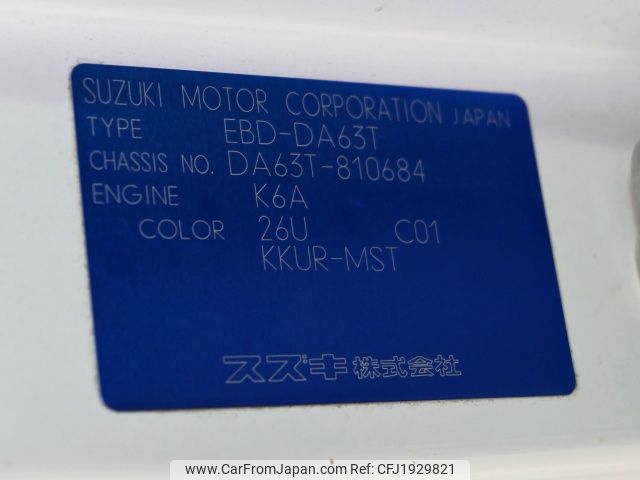 SUZUKI MOTOR CORPORATION JAPAN
TYPE EBD-DA63T
CHASSIS NO. DA63T-810684
ENGINE K6A
COLOR 26U C01
KKUR-MST
スズキ株式会社
www.CarFromJapan.com - CFJ1929821